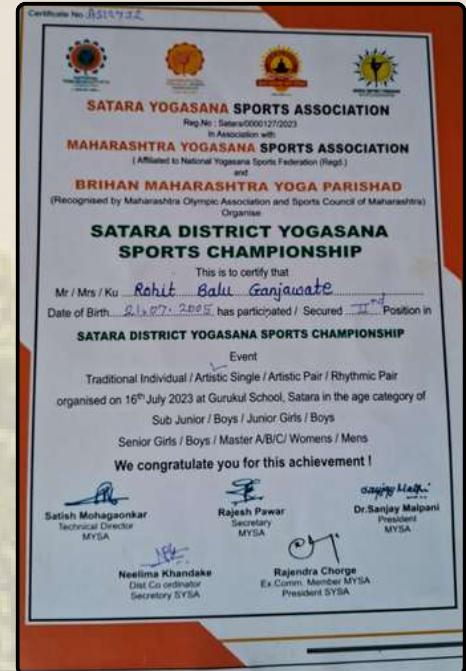 Certificate No. AS19732
SATARA YOGASANA SPORTS ASSOCIATION
Reg.No : Satara/0000127/2023
In Association with
MAHARASHTRA YOGASANA SPORTS ASSOCIATION
( Affiliated to National Yogasana Sports Federation (Regd.)
and
BRIHAN MAHARASHTRA YOGA PARISHAD
(Recognised by Maharashtra Olympic Association and Sports Council of Maharashtra)
Organise
SATARA DISTRICT YOGASANA
SPORTS CHAMPIONSHIP
This is to certify that
Mr / Mrs / Ku Rohit Balu Ganjawate
Date of Birth 21.07.2005 has participated / Secured IInd Position in
SATARA DISTRICT YOGASANA SPORTS CHAMPIONSHIP
Event
Traditional Individual / Artistic Single / Artistic Pair / Rhythmic Pair
organised on 16th July 2023 at Gurukul School, Satara in the age category of
Sub Junior / Boys / Junior Girls / Boys
Senior Girls / Boys / Master A/B/C/ Womens / Mens
We congratulate you for this achievement !
Satish Mohagaonkar
Technical Director
MYSA
Rajesh Pawar
Secretary
MYSA
Dr.Sanjay Malpani
President
MYSA
Neelima Khandake
Dist.Co ordinator
Secretory SYSA
Rajendra Chorge
Ex.Comm. Member MYSA
President SYSA